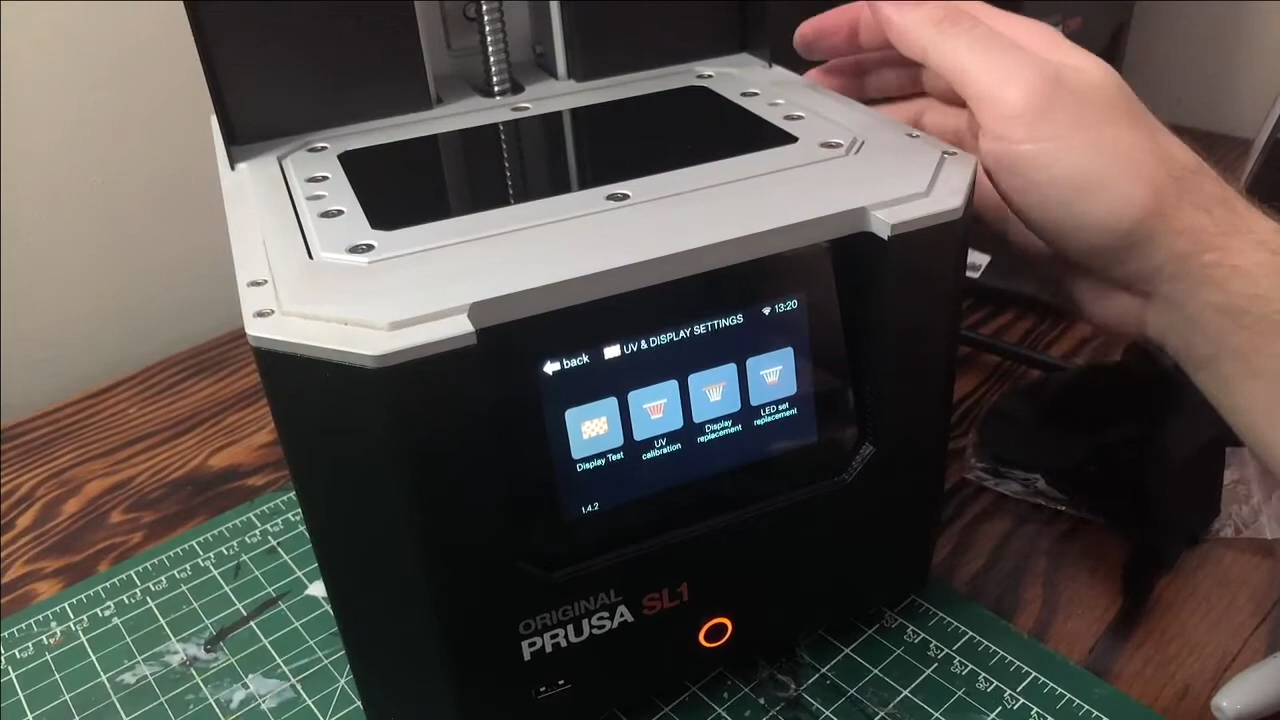 back UV & DISPLAY SETTINGS 13:20
Display Test
UV
calibration
Display
replacement
LED set
replacement
1.4.2
ORIGINAL
PRUSA SL1